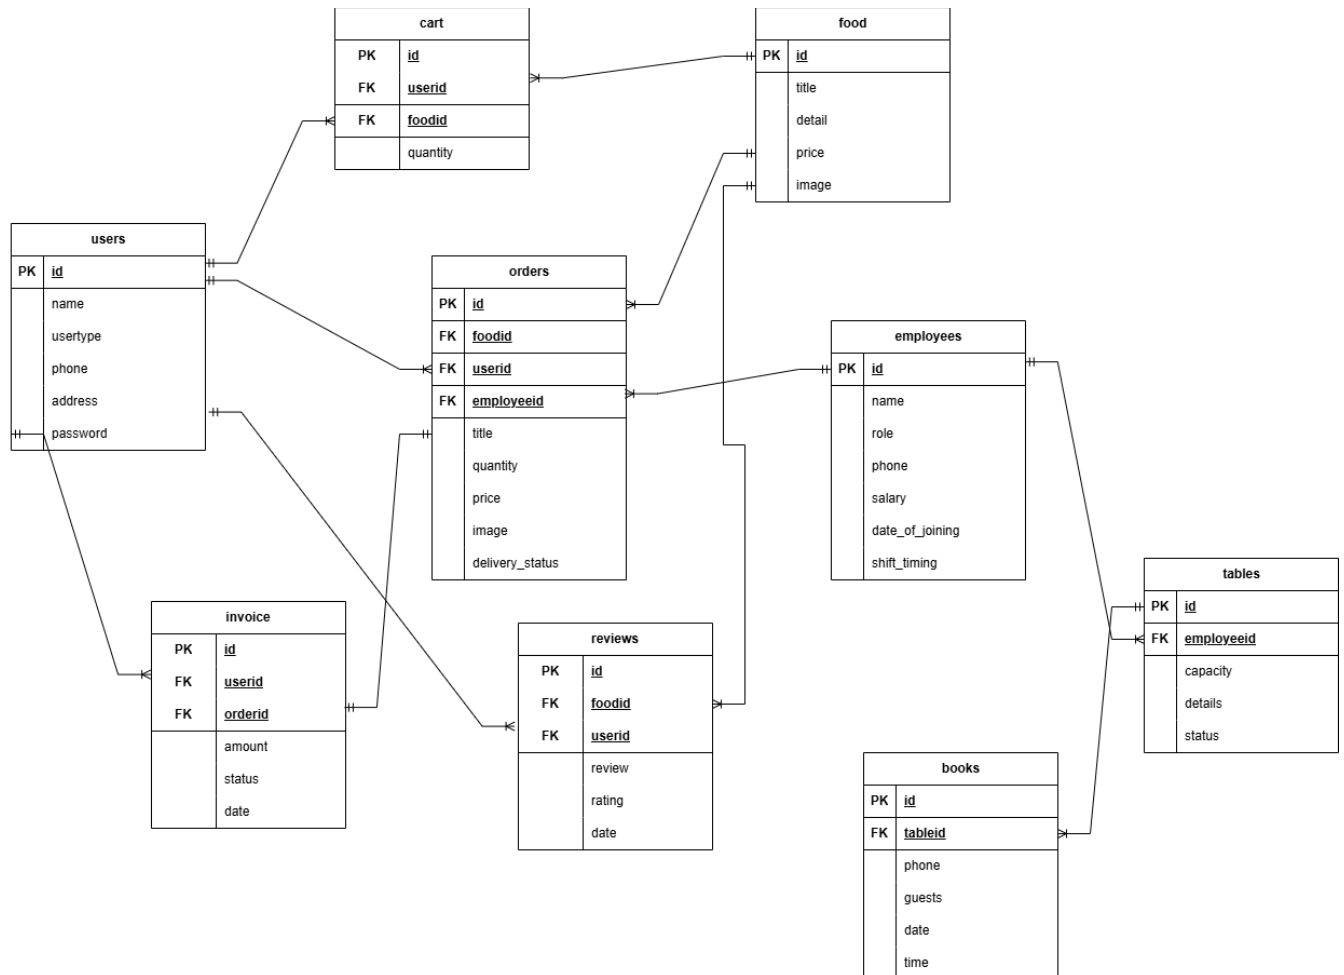 cart
PK id
FK userid
FK foodid
quantity
food
PK id
title
detail
price
image
users
PK id
name
usertype
phone
address
password
orders
PK id
FK foodid
FK userid
FK employeeid
title
quantity
price
image
delivery_status
employees
PK id
name
role
phone
salary
date_of_joining
shift_timing
tables
PK id
FK employeeid
capacity
details
status
invoice
PK id
FK userid
FK orderid
amount
status
date
reviews
PK id
FK foodid
FK userid
review
rating
date
books
PK id
FK tableid
phone
guests
date
time